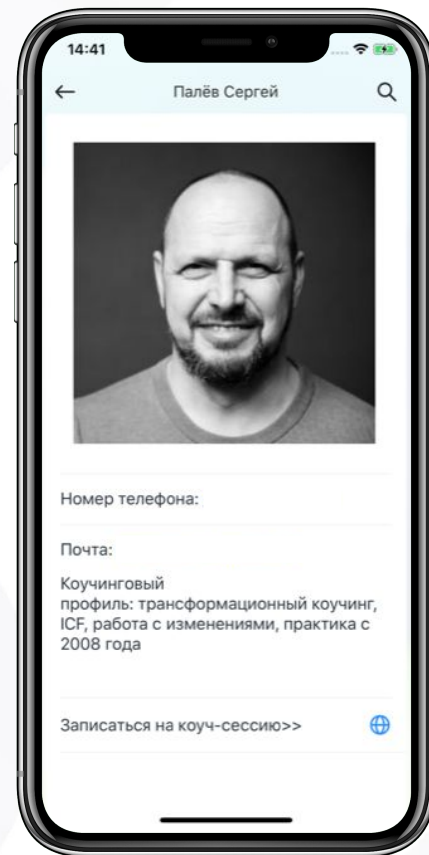 14:41
Палёв Сергей
Номер телефона:
Почта:
Коучинговый
профиль: трансформационный коучинг,
ICF, работа с изменениями, практика с
2008 года
Записаться на коуч-сессию>>